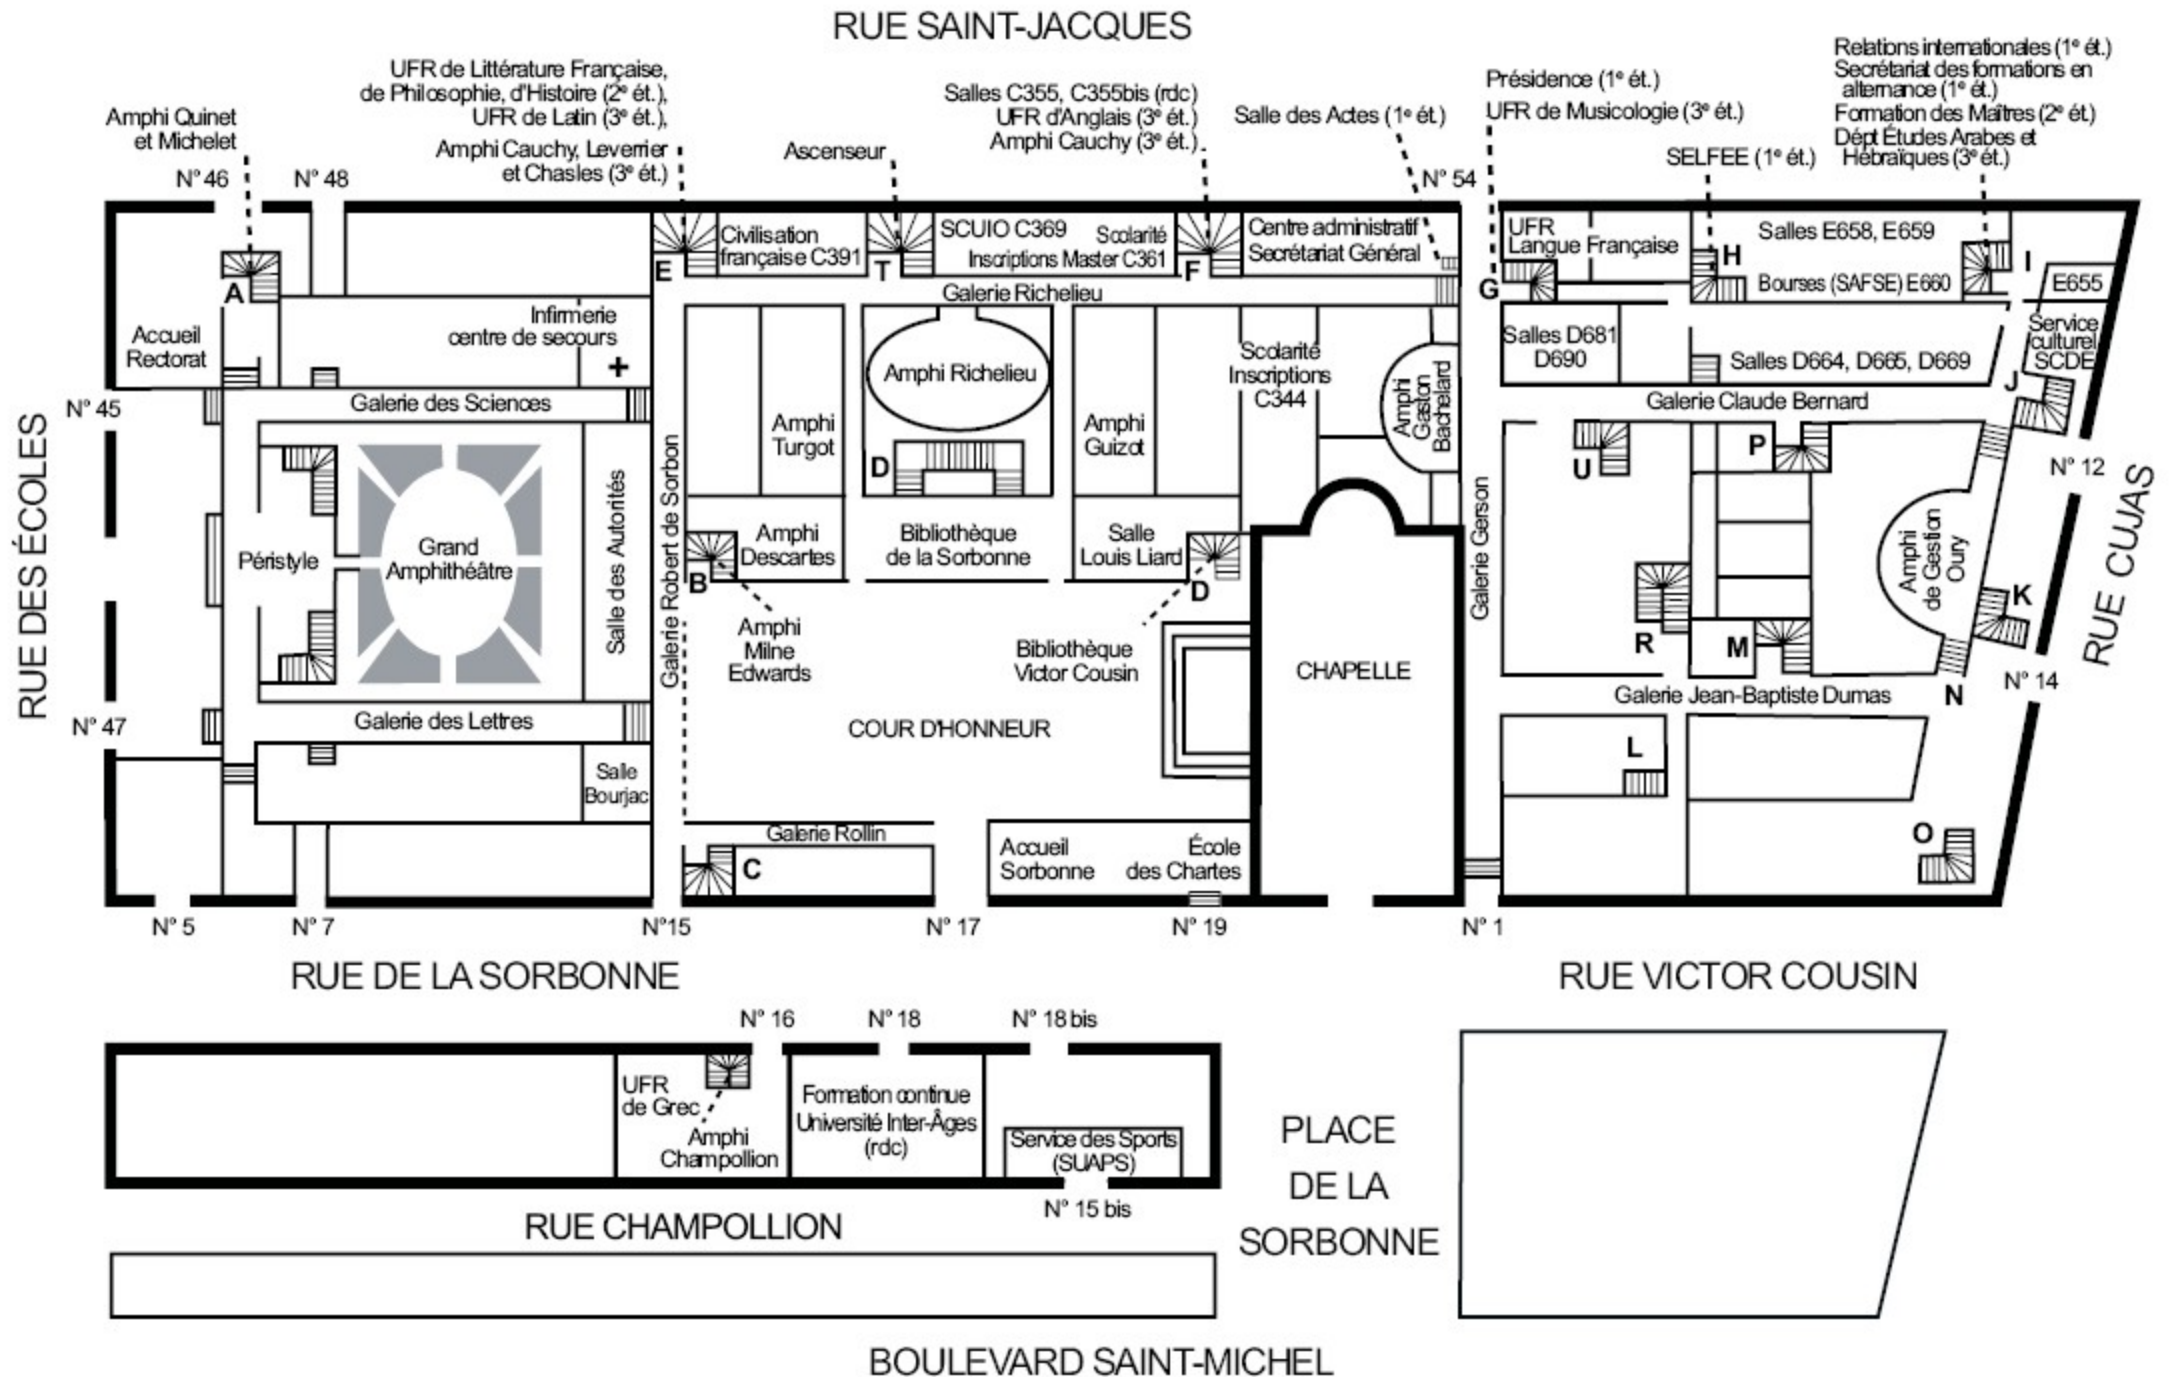 RUE SAINT-JACQUES
UFR de Littérature Française,
de Philosophie, d'Histoire (2e ét.),
UFR de Latin (3e ét.),
Amphi Cauchy, Leverrier
et Chasles (3e ét.)
Amphi Quinet
et Michelet
N° 46
N° 48
Ascenseur
Salles C355, C355bis (rdc)
UFR d'Anglais (3e ét.)
Amphi Cauchy (3e ét.)
Salle des Actes (1e ét.)
N° 54
Présidence (1e ét.)
UFR de Musicologie (3e ét.)
SELFEE (1e ét.)
Relations internationales (1e ét.)
Secrétariat des formations en
alternance (1e ét.)
Formation des Maîtres (2e ét.)
Dépt Études Arabes et
Hébraïques (3e ét.)
A
Accueil
Rectorat
Infirmerie
centre de secours
+
E
Civilisation
française C391
T
SCUIO C369
Scolarité
Inscriptions Master C361
F
Centre administratif
Secrétariat Général
Galerie Richelieu
G
UFR
Langue Française
H
Salles E658, E659
Bourses (SAFSE) E660
I
E655
Service
culturel
SCDE
J
Salles D681
D690
Salles D664, D665, D669
Galerie Claude Bernard
RUE DES ÉCOLES
N° 45
N° 47
Galerie des Sciences
Péristyle
Grand
Amphithéâtre
Salle des Autorités
Galerie des Lettres
Salle
Bourjac
Galerie Robert de Sorbon
Amphi
Turgot
Amphi Richelieu
D
Amphi
Guizot
Scolarité
Inscriptions
C344
Amphi
Gaston
Bachelard
B
Amphi
Descartes
Bibliothèque
de la Sorbonne
Salle
Louis Liard
D
Amphi
Milne
Edwards
Bibliothèque
Victor Cousin
COUR D'HONNEUR
CHAPELLE
Galerie Gerson
U
P
R
M
Amphi
de Gestion
Oury
K
N
N° 12
N° 14
RUE CUJAS
Galerie Jean-Baptiste Dumas
L
O
Galerie Rollin
C
Accueil
Sorbonne
École
des Chartes
N° 5
N° 7
N°15
N° 17
N° 19
N° 1
RUE DE LA SORBONNE
RUE VICTOR COUSIN
N° 16
N° 18
N° 18 bis
UFR
de Grec
Amphi
Champollion
Formation continue
Université Inter-Âges
(rdc)
Service des Sports
(SUAPS)
N° 15 bis
RUE CHAMPOLLION
PLACE
DE LA
SORBONNE
BOULEVARD SAINT-MICHEL